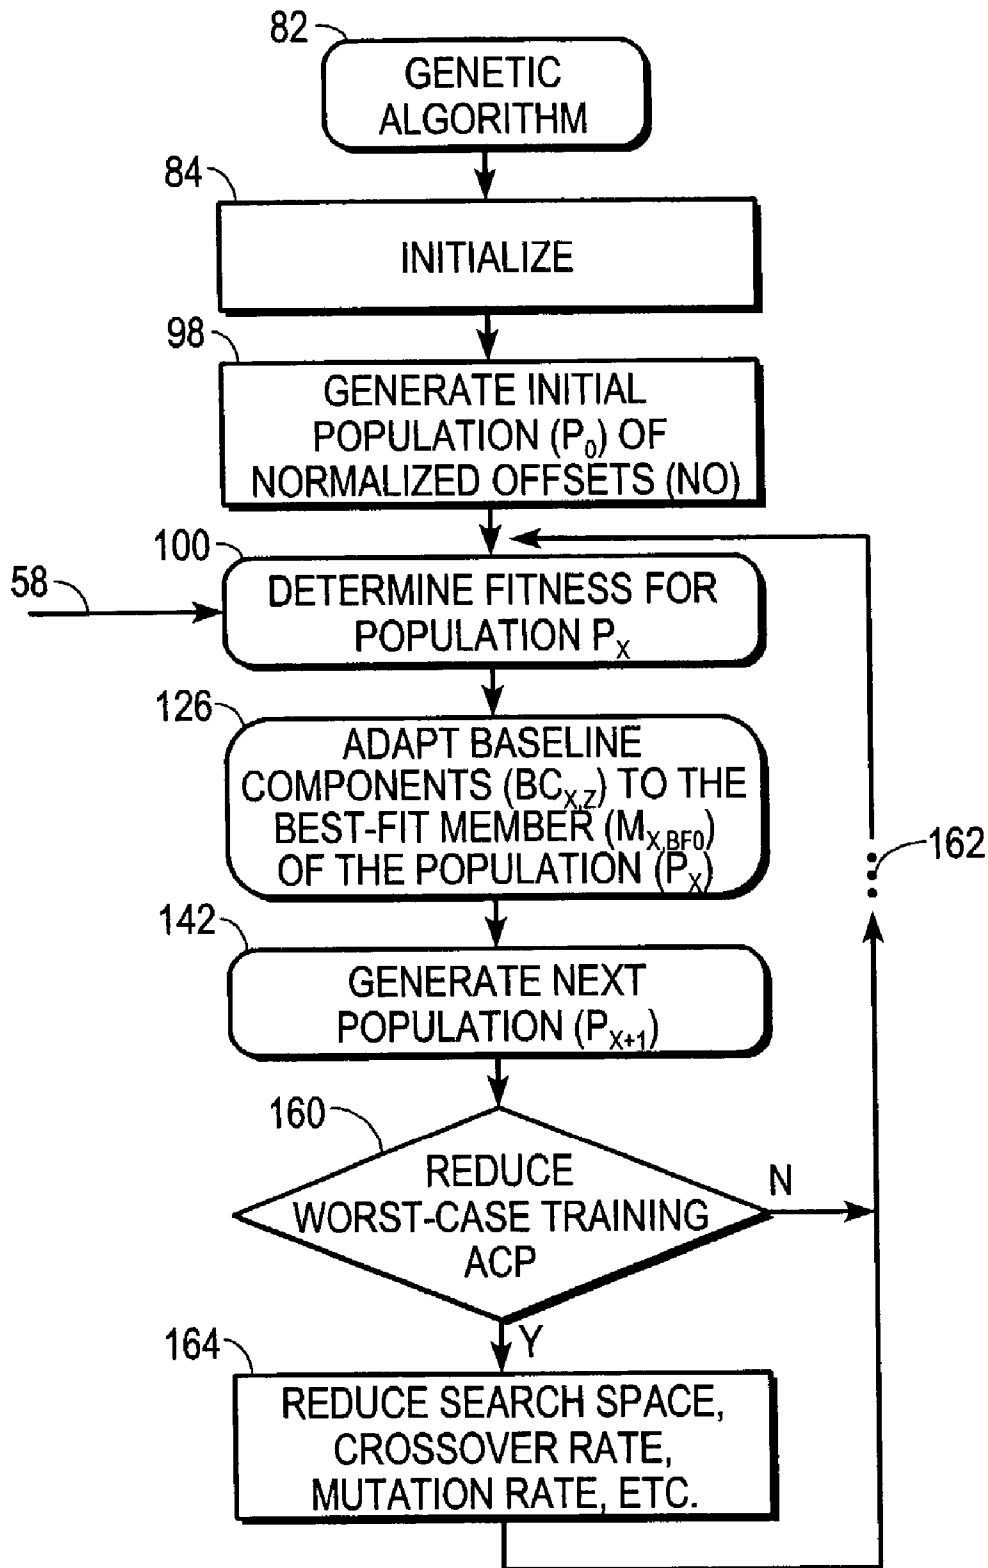 82
GENETIC
ALGORITHM
84
INITIALIZE
98
GENERATE INITIAL
POPULATION (P0) OF
NORMALIZED OFFSETS (NO)
100
58
DETERMINE FITNESS FOR
POPULATION PX
126
ADAPT BASELINE
COMPONENTS (BCX,Z) TO THE
BEST-FIT MEMBER (MX,BF0)
OF THE POPULATION (PX)
162
142
GENERATE NEXT
POPULATION (PX+1)
160
REDUCE
WORST-CASE TRAINING
ACP
N
Y
164
REDUCE SEARCH SPACE,
CROSSOVER RATE,
MUTATION RATE, ETC.